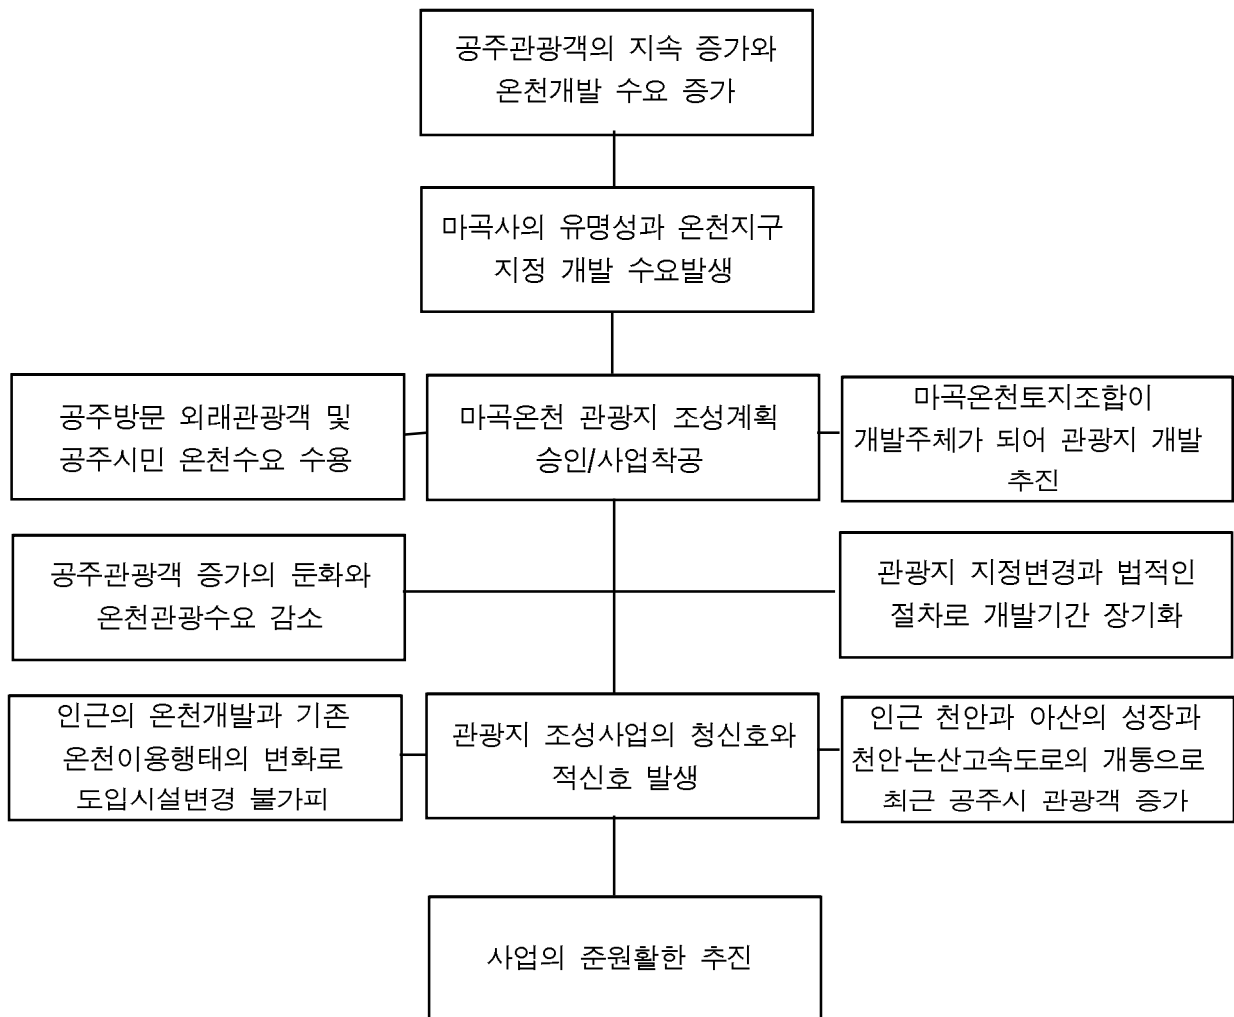 공주관광객의 지속 증가와
온천개발 수요 증가
마곡사의 유명성과 온천지구
지정 개발 수요발생
공주방문 외래관광객 및
공주시민 온천수요 수용
마곡온천 관광지 조성계획
승인/사업착공
마곡온천토지조합이
개발주체가 되어 관광지 개발
추진
공주관광객 증가의 둔화와
온천관광수요 감소
관광지 지정변경과 법적인
절차로 개발기간 장기화
인근의 온천개발과 기존
온천이용행태의 변화로
도입시설변경 불가피
관광지 조성사업의 청신호와
적신호 발생
인근 천안과 아산의 성장과
천안-논산고속도로의 개통으로
최근 공주시 관광객 증가
사업의 준원활한 추진